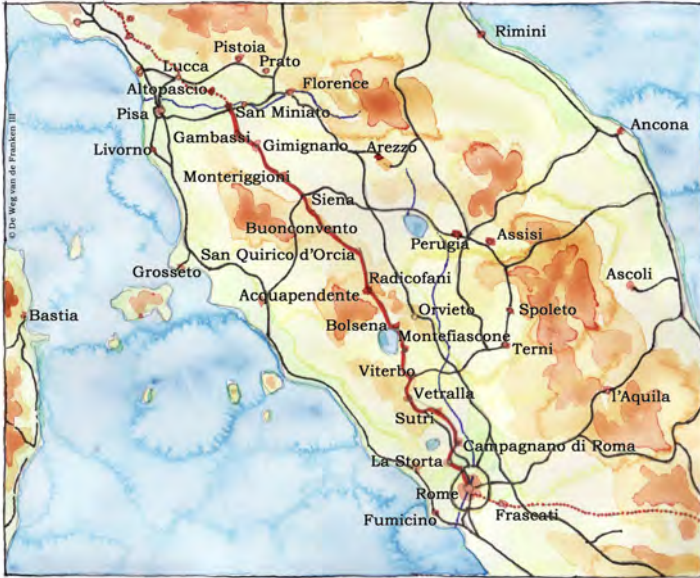 Rimini
Pistoia
Lucca
Prato
Altopascio
Florence
Pisa
San Miniato
Ancona
Gambassi
Gimignano
Livorno
Arezzo
Monteriggioni
Siena
Buonconvento
Perugia
Assisi
San Quirico d'Orcia
Grosseto
Radicofani
Ascoli
Acquapendente
Bastia
Orvieto
Spoleto
Bolsena
Montefiascone
Terni
Viterbo
Vetralla
l'Aquila
Sutri
Campagnano di Roma
La Storta
Rome
Frascati
Fumicino
© De Weg van de Franken III